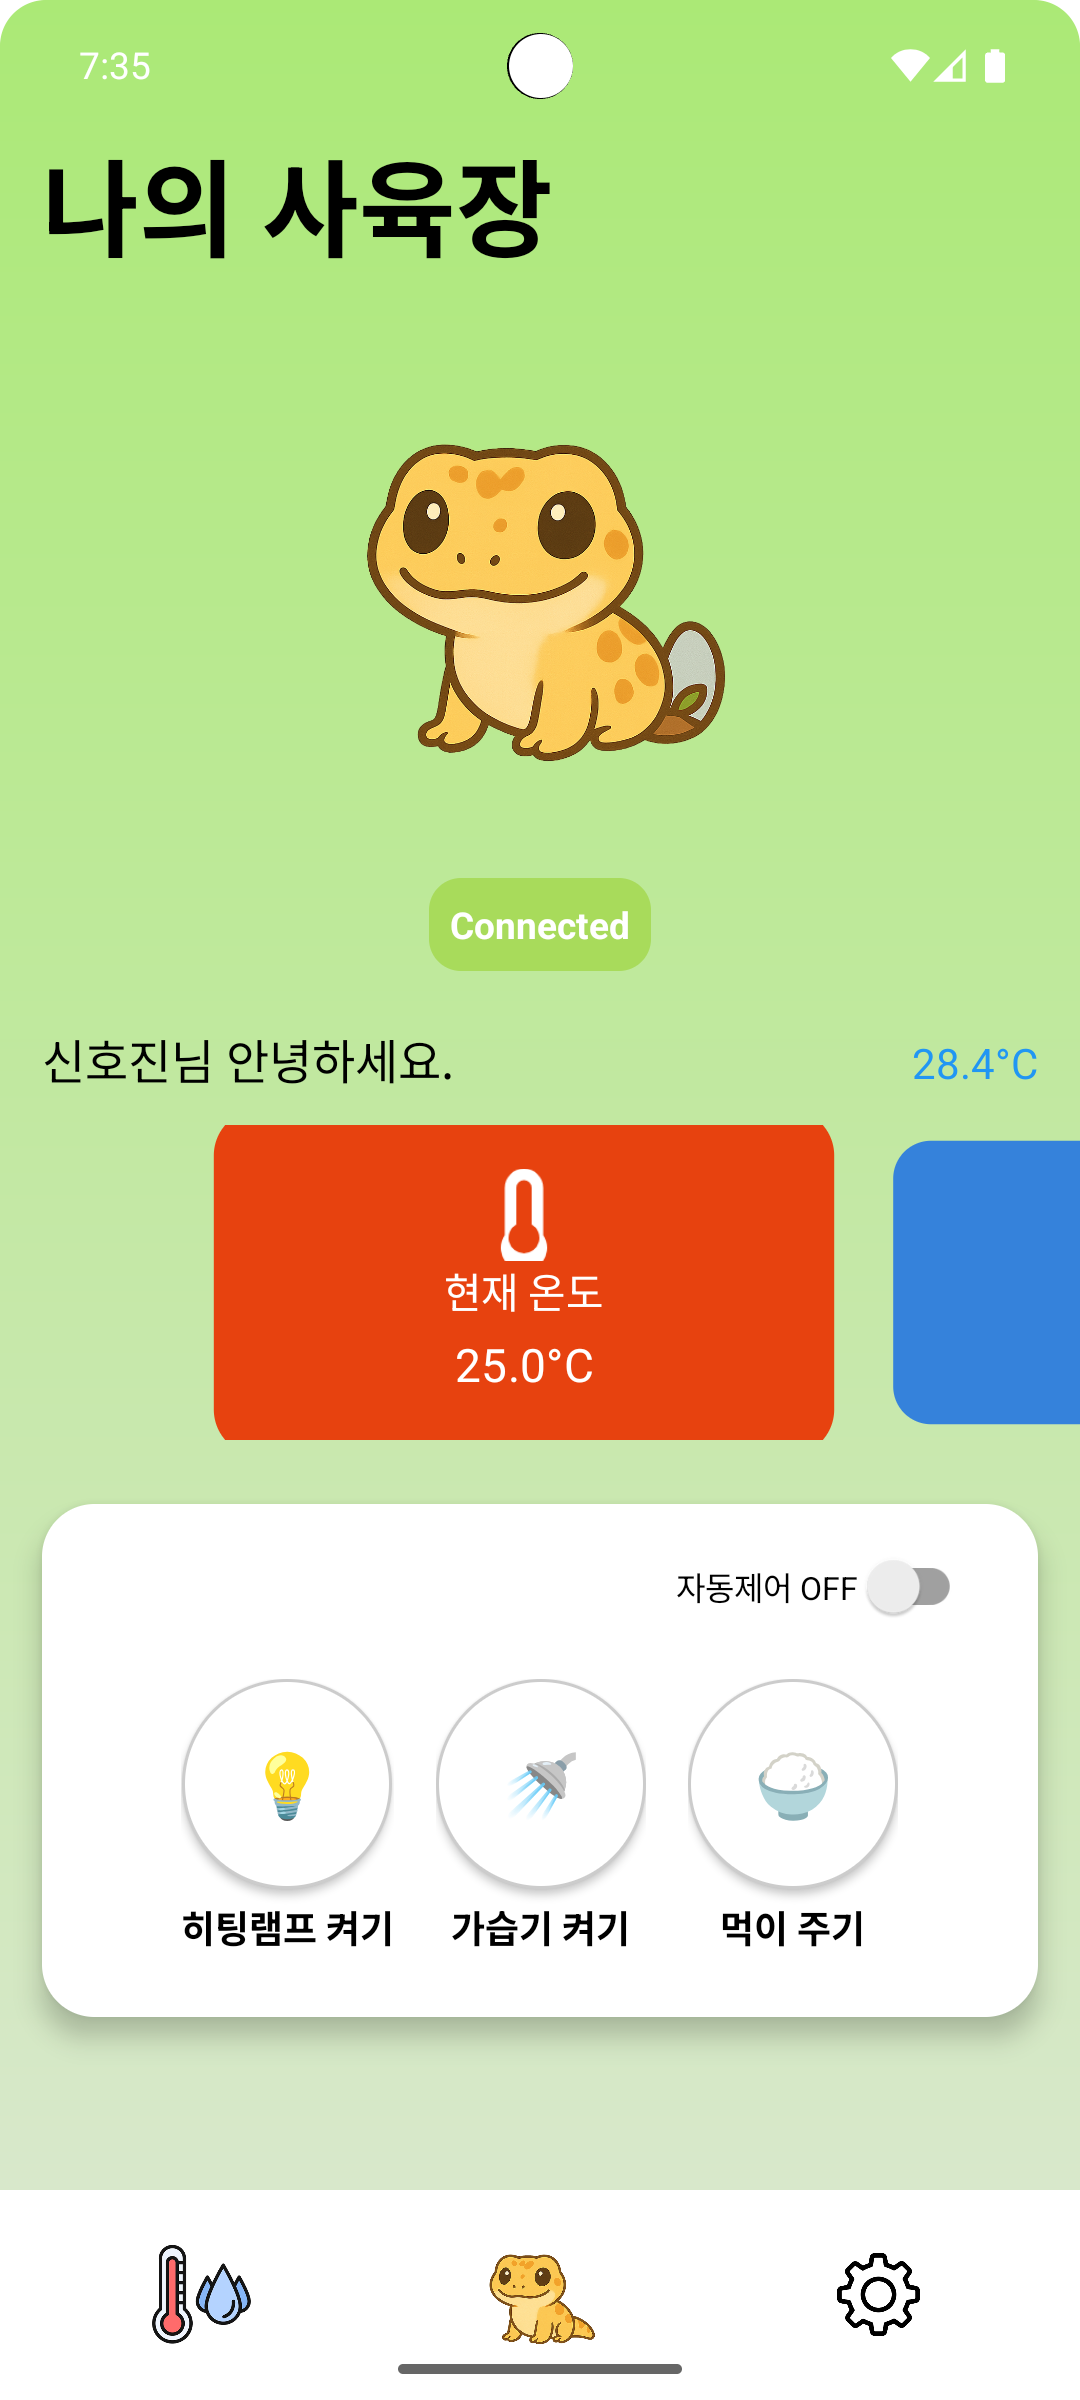 7:35
나의 사육장
Connected
신호진님 안녕하세요.
28.4°C
현재 온도
25.0°C
자동제어 OFF
히팅램프 켜기
가습기 켜기
먹이 주기